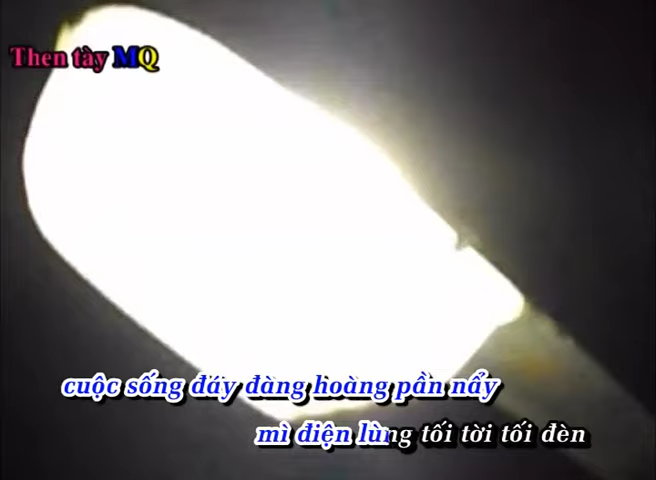 Then tày MQ
cuộc sống đáy đàng hoàng pần nẩy
mì điện lùng tối tời tối đèn